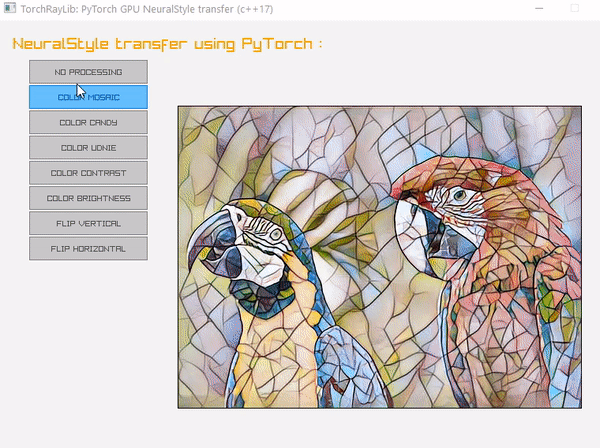 TorchRayLib: PyTorch GPU NeuralStyle transfer (c++17)
NeuralStyle transfer using PyTorch :
NO PROCESSING
COLOR MOSAIC
COLOR CANDY
COLOR UDNIE
COLOR CONTRAST
COLOR BRIGHTNESS
FLIP VERTICAL
FLIP HORIZONTAL